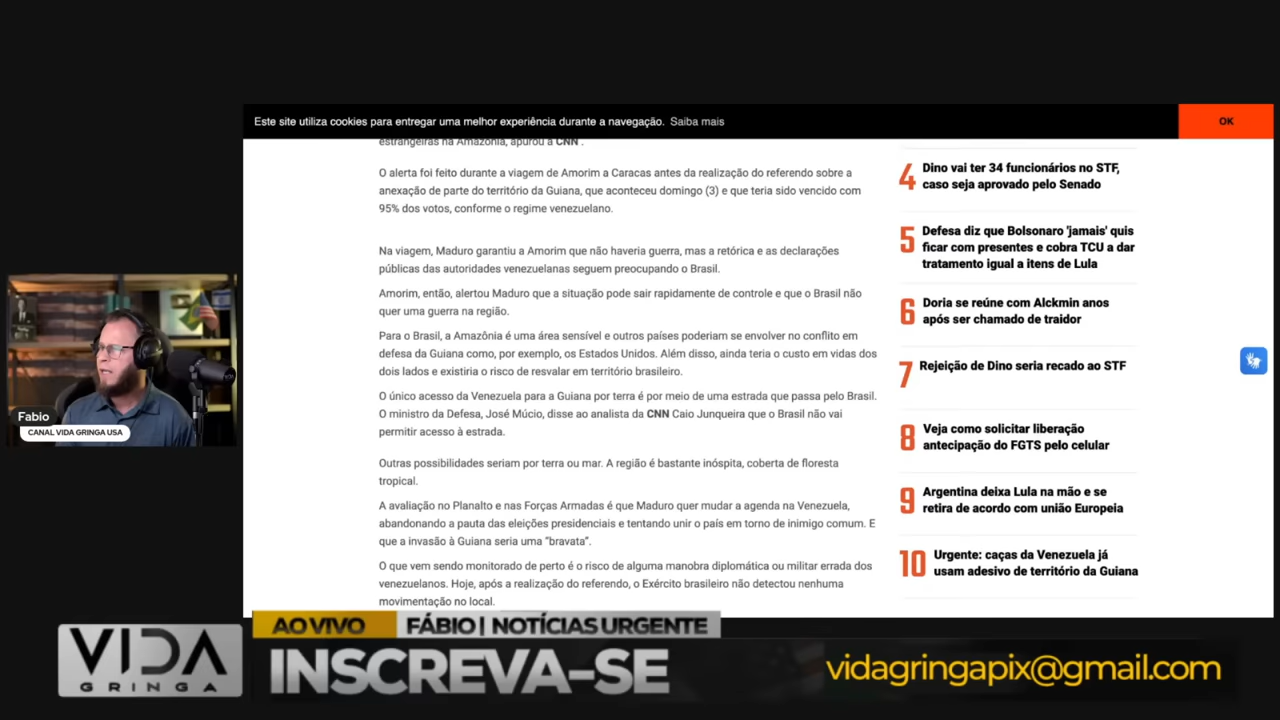 Este site utiliza cookies para entregar uma melhor experiência durante a navegação. Saiba mais
OK
estrangeiras na Amazônia, apurou a CNN .
O alerta foi feito durante a viagem de Amorim a Caracas antes da realização do referendo sobre a
anexação de parte do território da Guiana, que aconteceu domingo (3) e que teria sido vencido com
95% dos votos, conforme o regime venezuelano.
Na viagem, Maduro garantiu a Amorim que não haveria guerra, mas a retórica e as declarações
públicas das autoridades venezuelanas seguem preocupando o Brasil.
Amorim, então, alertou Maduro que a situação pode sair rapidamente de controle e que o Brasil não
quer uma guerra na região.
Para o Brasil, a Amazônia é uma área sensível e outros países poderiam se envolver no conflito em
defesa da Guiana como, por exemplo, os Estados Unidos. Além disso, ainda teria o custo em vidas dos
dois lados e existiria o risco de resvalar em território brasileiro.
O único acesso da Venezuela para a Guiana por terra é por meio de uma estrada que passa pelo Brasil.
O ministro da Defesa, José Múcio, disse ao analista da CNN Caio Junqueira que o Brasil não vai
permitir acesso à estrada.
Outras possibilidades seriam por terra ou mar. A região é bastante inóspita, coberta de floresta
tropical.
A avaliação no Planalto e nas Forças Armadas é que Maduro quer mudar a agenda na Venezuela,
abandonando a pauta das eleições presidenciais e tentando unir o país em torno de inimigo comum. E
que a invasão à Guiana seria uma “bravata”.
O que vem sendo monitorado de perto é o risco de alguma manobra diplomática ou militar errada dos
venezuelanos. Hoje, após a realização do referendo, o Exército brasileiro não detectou nenhuma
movimentação no local.
4 Dino vai ter 34 funcionários no STF,
caso seja aprovado pelo Senado
5 Defesa diz que Bolsonaro 'jamais' quis
ficar com presentes e cobra TCU a dar
tratamento igual a itens de Lula
6 Doria se reúne com Alckmin anos
após ser chamado de traidor
7 Rejeição de Dino seria recado ao STF
8 Veja como solicitar liberação
antecipação do FGTS pelo celular
9 Argentina deixa Lula na mão e se
retira de acordo com união Europeia
10 Urgente: caças da Venezuela já
usam adesivo de território da Guiana
Fabio
CANAL VIDA GRINGA USA
AO VIVO FÁBIO | NOTÍCIAS URGENTE
VIDA
GRINGA
INSCREVA-SE
vidagringapix@gmail.com